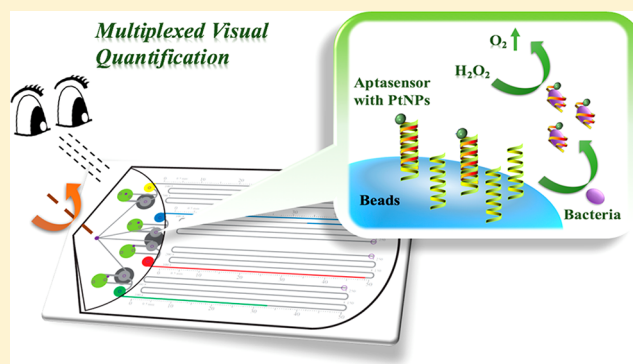 Multiplexed Visual
Quantification
O₂
H₂O₂
Aptasensor
with PtNPs
Beads
Bacteria